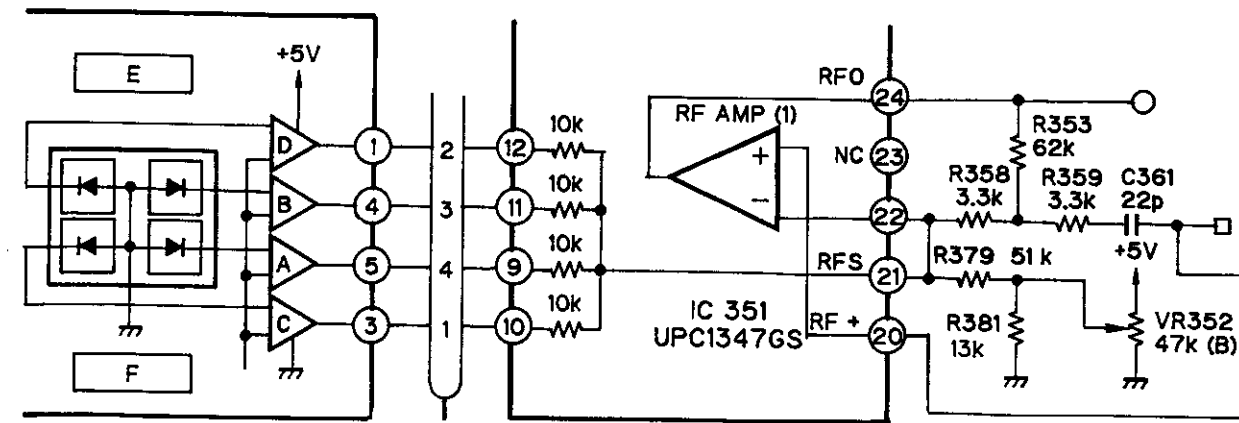 E
+5V
D
B
A
C
F
1
4
5
3
2
3
4
1
12
11
9
10
10k
10k
10k
10k
RF AMP (1)
+
−
IC 351
UPC1347GS
RFO
24
NC
23
22
RFS
21
RF +
20
R353
62k
R358
3.3k
R359
3.3k
C361
22p
R379 51k
+5V
R381
13k
VR352
47k (B)